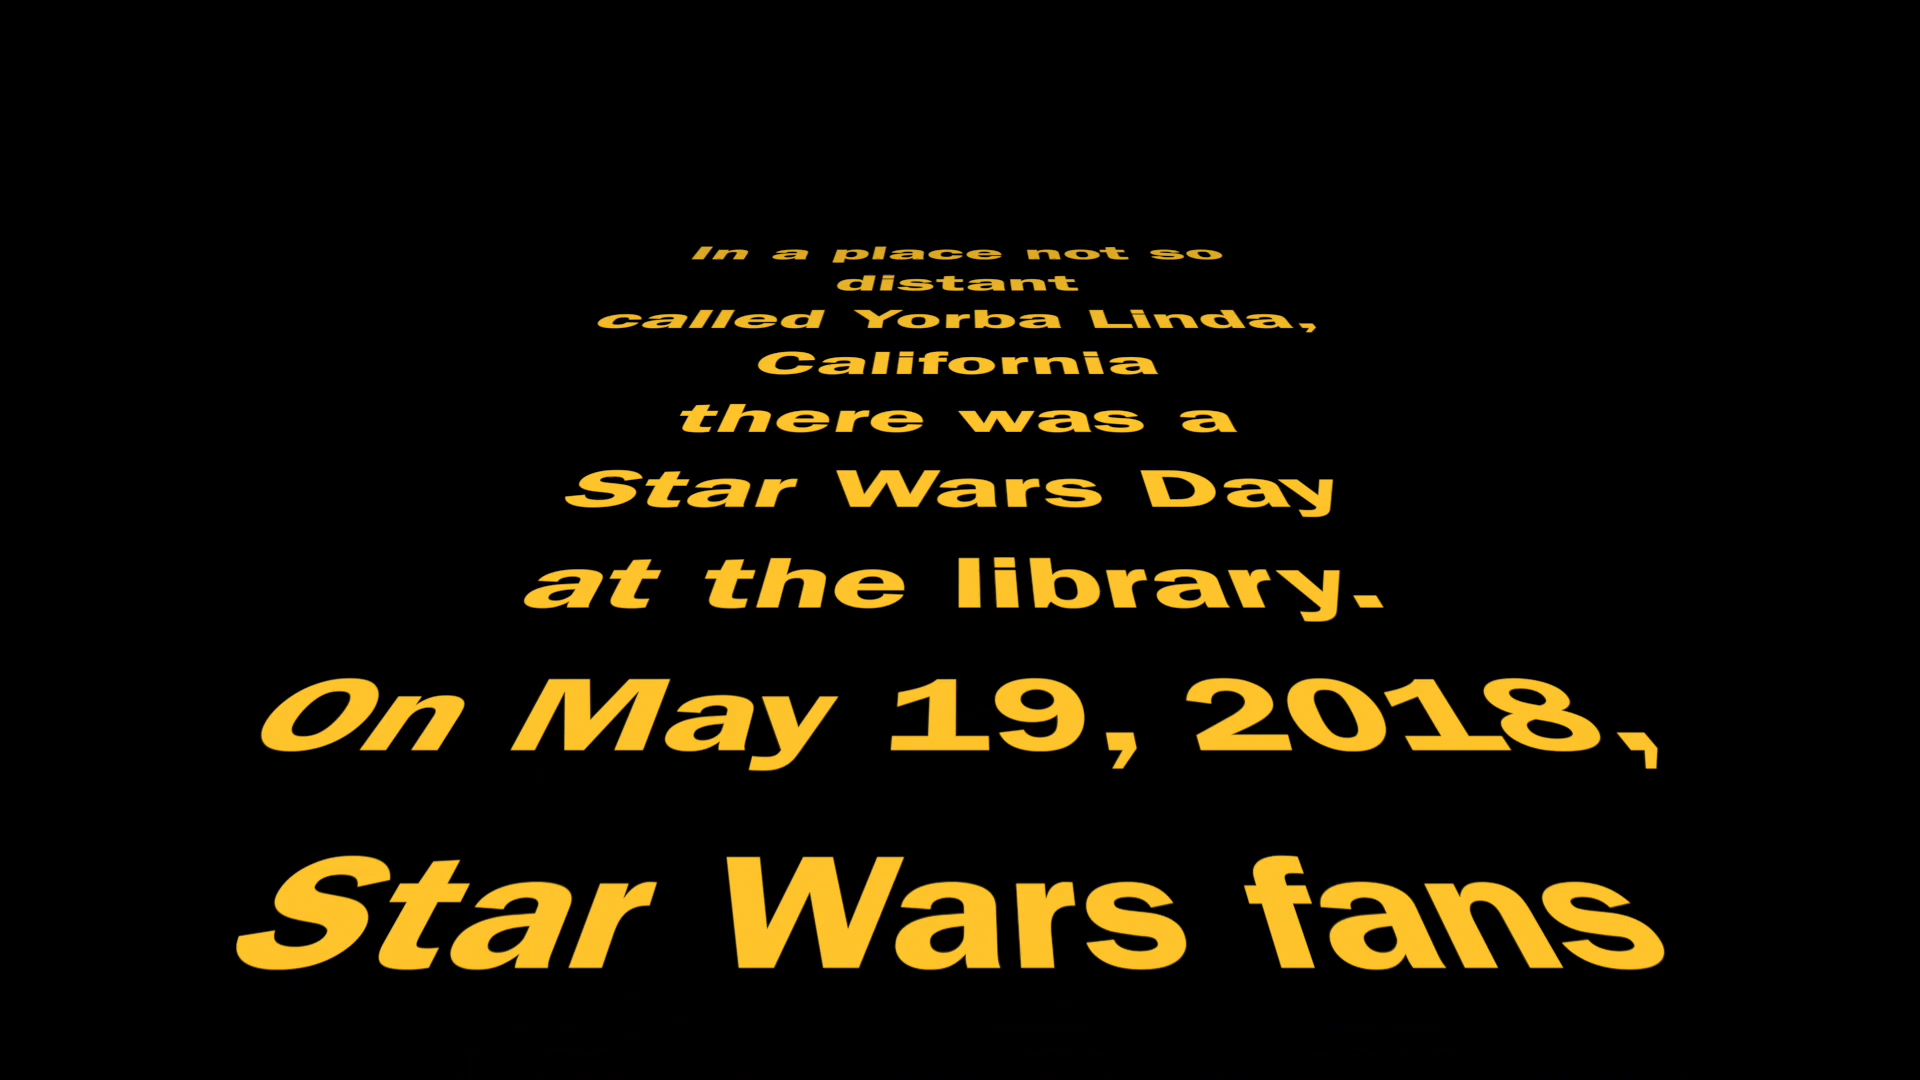 In a place not so
distant
called Yorba Linda,
California
there was a
Star Wars Day
at the library.
On May 19, 2018,
Star Wars fans